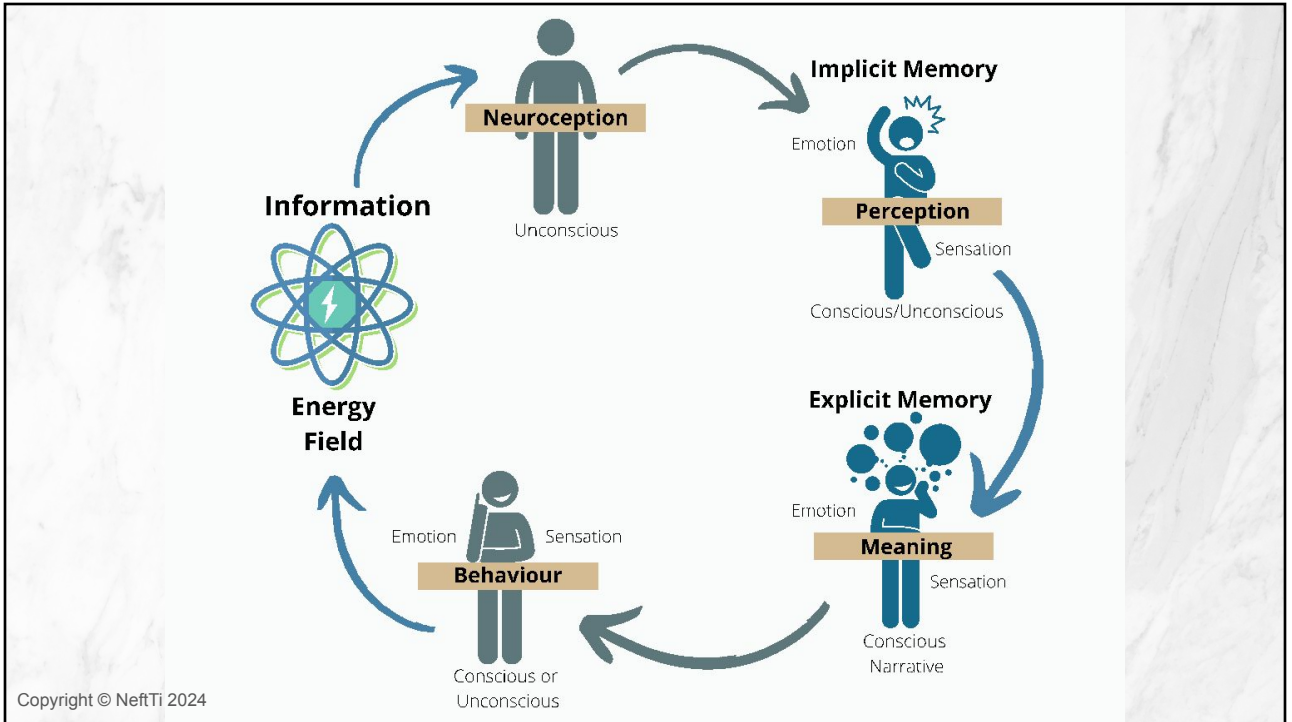 Information
Energy
Field
Neuroception
Unconscious
Implicit Memory
Emotion
Perception
Sensation
Conscious/Unconscious
Explicit Memory
Emotion
Meaning
Sensation
Conscious
Narrative
Emotion
Sensation
Behaviour
Conscious or
Unconscious
Copyright © NeftTi 2024